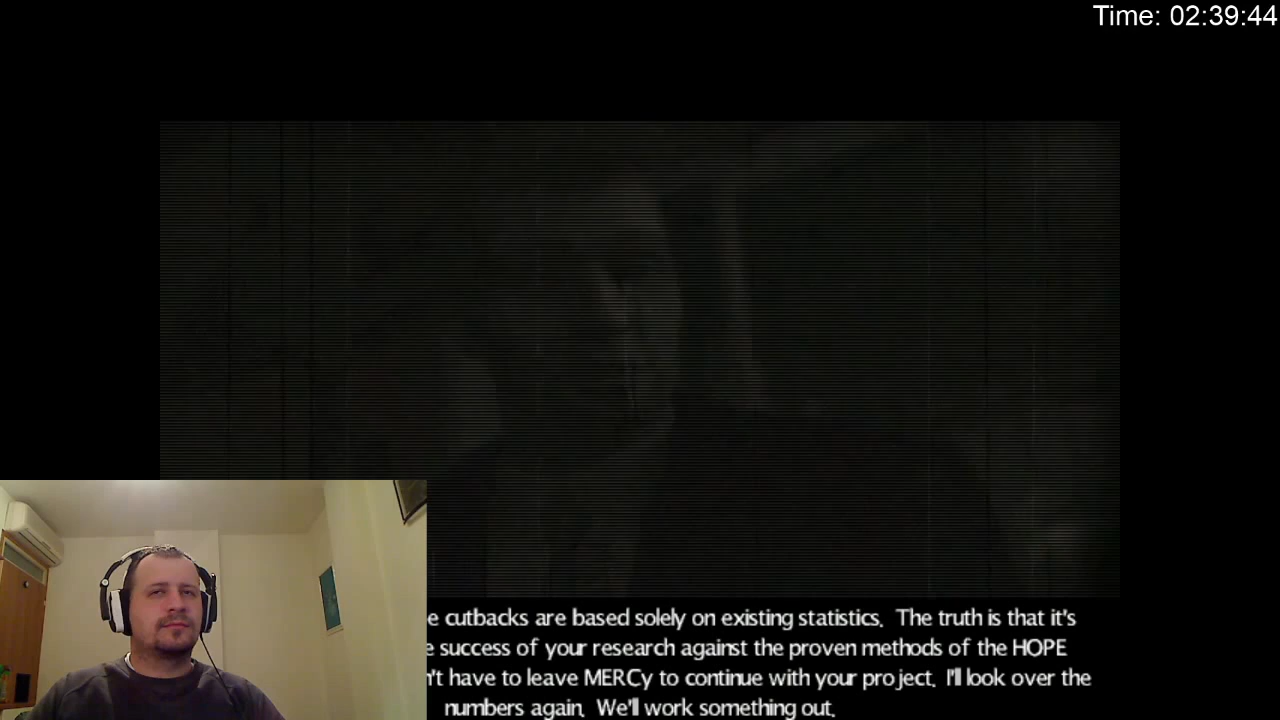 Time: 02:39:44
cutbacks are based solely on existing statistics. The truth is that it's
success of your research against the proven methods of the HOPE
have to leave MERCy to continue with your project. I'll look over the
numbers again. We'll work something out.